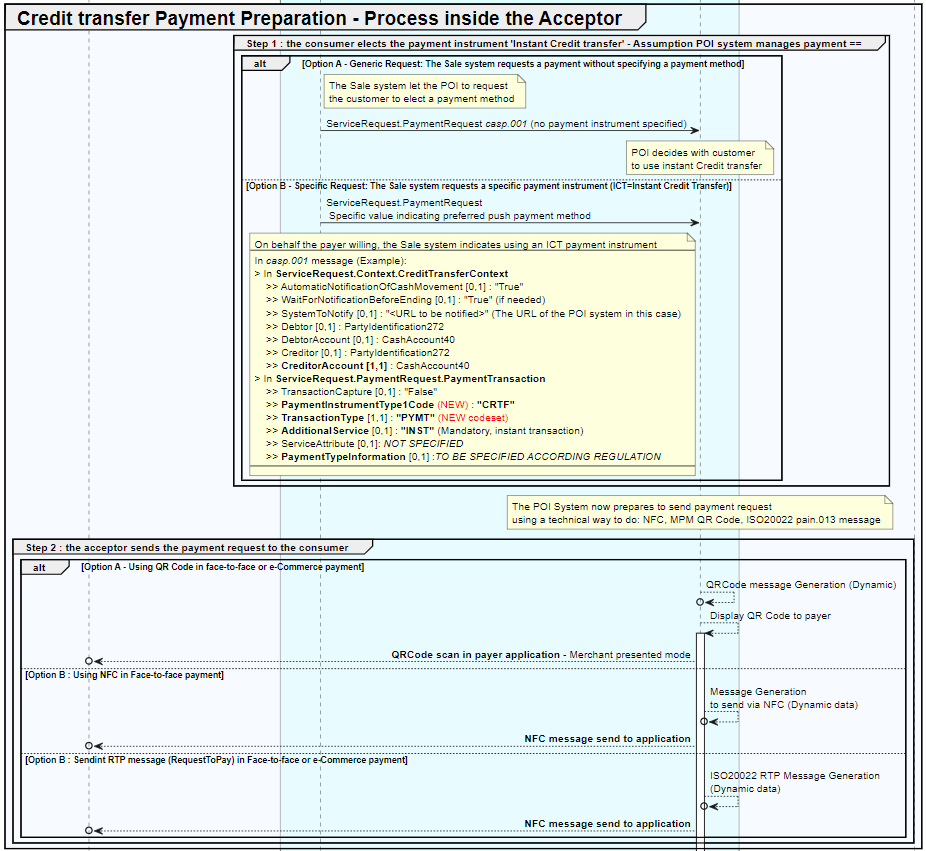 Credit transfer Payment Preparation - Process inside the Acceptor
Step 1 : the consumer elects the payment instrument 'Instant Credit transfer' - Assumption POI system manages payment ==
alt
[Option A - Generic Request: The Sale system requests a payment without specifying a payment method]
The Sale system let the POI to request
the customer to elect a payment method
ServiceRequest.PaymentRequest casp.001 (no payment instrument specified)
POI decides with customer
to use instant Credit transfer
[Option B - Specific Request: The Sale system requests a specific payment instrument (ICT=Instant Credit Transfer)]
ServiceRequest.PaymentRequest
Specific value indicating preferred push payment method
On behalf the payer willing, the Sale system indicates using an ICT payment instrument
In casp.001 message (Example):
> In ServiceRequest.Context.CreditTransferContext
>> AutomaticNotificationOfCashMovement [0,1] : "True"
>> WaitForNotificationBeforeEnding [0,1] : "True" (if needed)
>> SystemToNotify [0,1] : "<URL to be notified>" (The URL of the POI system in this case)
>> Debtor [0,1] : PartyIdentification272
>> DebtorAccount [0,1] : CashAccount40
>> Creditor [0,1] : PartyIdentification272
>> CreditorAccount [1,1] : CashAccount40
> In ServiceRequest.PaymentRequest.PaymentTransaction
>> TransactionCapture [0,1] : "False"
>> PaymentInstrumentType1Code (NEW) : "CRTF"
>> TransactionType [1,1] : "PYMT" (NEW codeset)
>> AdditionalService [0,1] : "INST" (Mandatory, instant transaction)
>> ServiceAttribute [0,1]: NOT SPECIFIED
>> PaymentTypeInformation [0,1] :TO BE SPECIFIED ACCORDING REGULATION
The POI System now prepares to send payment request
using a technical way to do: NFC, MPM QR Code, ISO20022 pain.013 message
Step 2 : the acceptor sends the payment request to the consumer
alt
[Option A - Using QR Code in face-to-face or e-Commerce payment]
QRCode message Generation (Dynamic)
Display QR Code to payer
QRCode scan in payer application - Merchant presented mode
[Option B : Using NFC in Face-to-face payment]
Message Generation
to send via NFC (Dynamic data)
NFC message send to application
[Option B : Sendint RTP message (RequestToPay) in Face-to-face or e-Commerce payment]
ISO20022 RTP Message Generation
(Dynamic data)
NFC message send to application